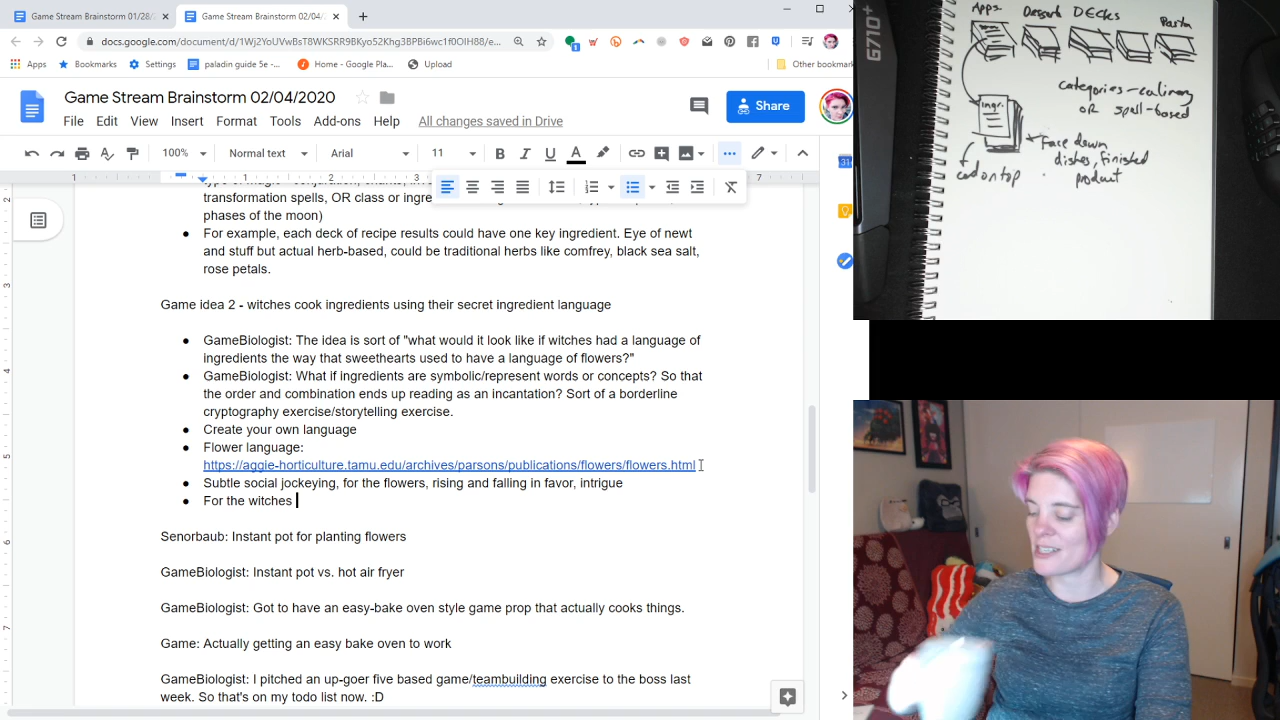 Game Stream Brainstorm 01/28/
Game Stream Brainstorm 02/04/
docs.google.com/document/d/1Wj2YoUVwBsT8WKSRR9BKyo52Khg3BPBi6wc1f0OIH88/e...
Apps
Bookmarks
paladin guide 5e -...
Home - Google Pla...
Upload
Other bookmar
Game Stream Brainstorm 02/04/2020
File Edit View Insert Format Tools Add-ons Help All changes saved in Drive
Share
100% Normal text Arial 11
transformation spells, OR class or ingre
phases of the moon)
For example, each deck of recipe results could have one key ingredient. Eye of newt
and stuff but actual herb-based, could be traditional herbs like comfrey, black sea salt,
rose petals.
Game idea 2 - witches cook ingredients using their secret ingredient language
GameBiologist: The idea is sort of "what would it look like if witches had a language of
ingredients the way that sweethearts used to have a language of flowers?"
GameBiologist: What if ingredients are symbolic/represent words or concepts? So that
the order and combination ends up reading as an incantation? Sort of a borderline
cryptography exercise/storytelling exercise.
Create your own language
Flower language:
https://aggie-horticulture.tamu.edu/archives/parsons/publications/flowers/flowers.html
Subtle social jockeying, for the flowers, rising and falling in favor, intrigue
For the witches
Senorbaub: Instant pot for planting flowers
GameBiologist: Instant pot vs. hot air fryer
GameBiologist: Got to have an easy-bake oven style game prop that actually cooks things.
Game: Actually getting an easy bake oven to work
GameBiologist: I pitched an up-goer five based game/teambuilding exercise to the boss last
week. So that's on my todo list now. :D
G710+
Apps. Dessert DECKS Pasta
categories - culinary
OR spell-based
Ingr.
Face down
dishes, finished
product
card on top